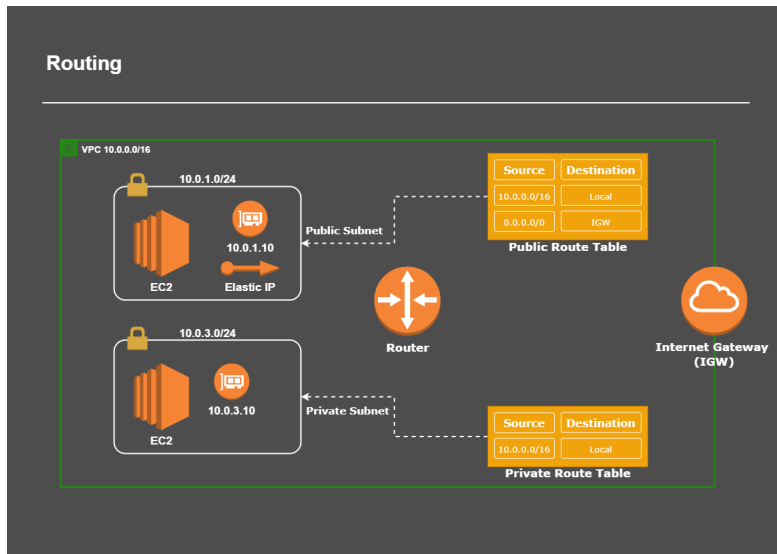 Routing
VPC 10.0.0.0/16
10.0.1.0/24
10.0.1.10
EC2
Elastic IP
Public Subnet
Source Destination
10.0.0.0/16 Local
0.0.0.0/0 IGW
Public Route Table
Router
Internet Gateway
(IGW)
10.0.3.0/24
10.0.3.10
EC2
Private Subnet
Source Destination
10.0.0.0/16 Local
Private Route Table